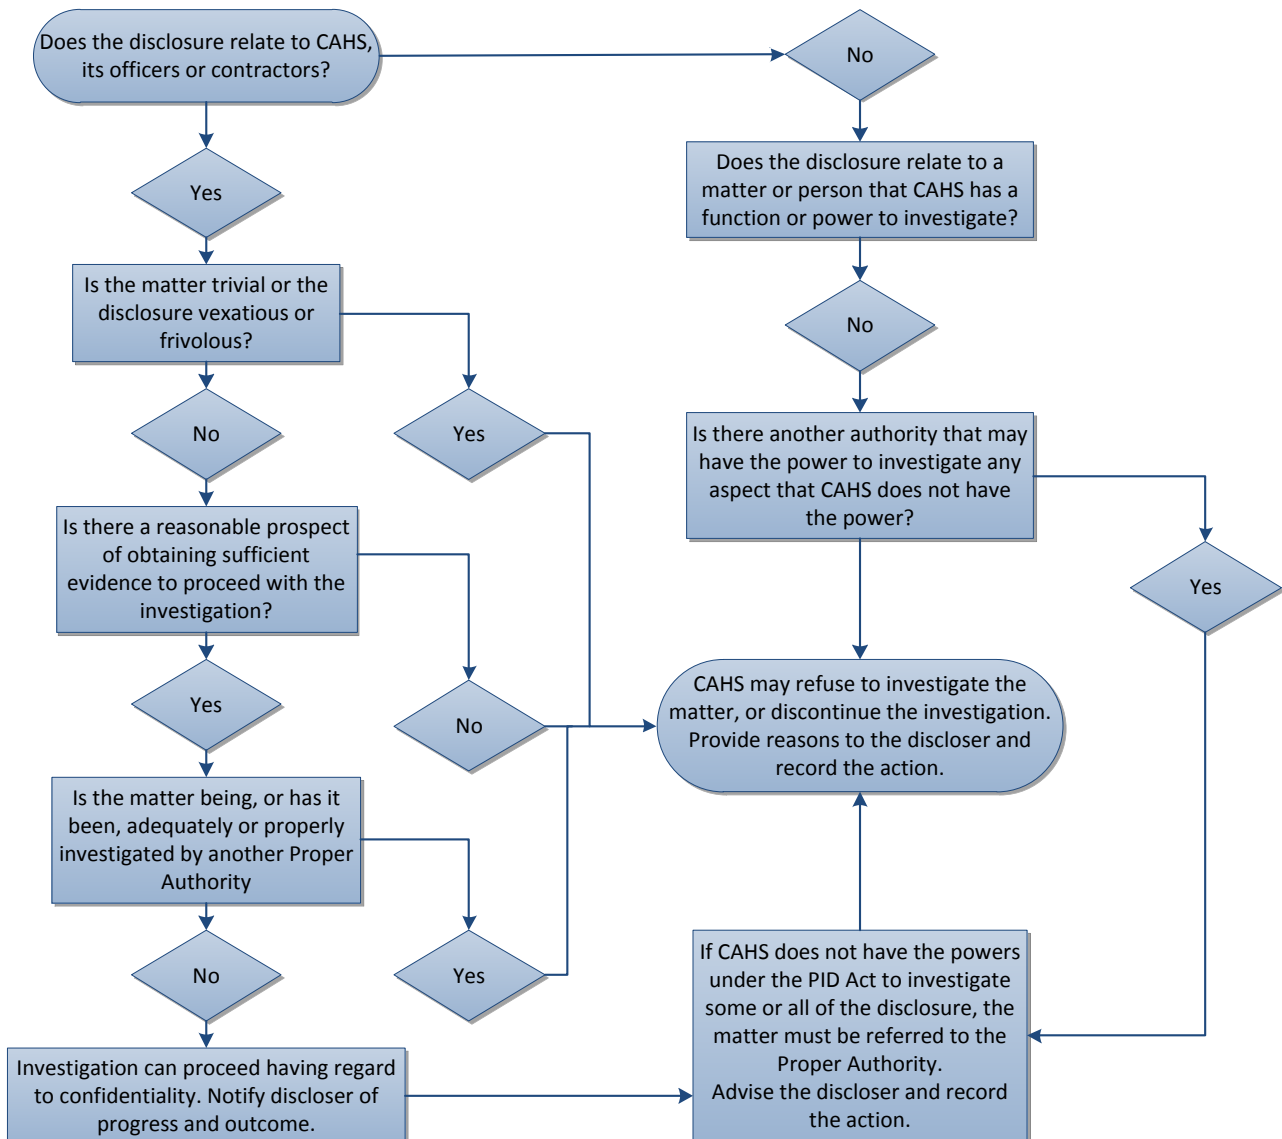 Does the disclosure relate to CAHS,
its officers or contractors?
No
Yes
Does the disclosure relate to a
matter or person that CAHS has a
function or power to investigate?
Is the matter trivial or the
disclosure vexatious or
frivolous?
No
No
Yes
Is there another authority that may
have the power to investigate any
aspect that CAHS does not have
the power?
Is there a reasonable prospect
of obtaining sufficient
evidence to proceed with the
investigation?
Yes
Yes
No
CAHS may refuse to investigate the
matter, or discontinue the investigation.
Provide reasons to the discloser and
record the action.
Is the matter being, or has it
been, adequately or properly
investigated by another Proper
Authority
No
Yes
If CAHS does not have the powers
under the PID Act to investigate
some or all of the disclosure, the
matter must be referred to the
Proper Authority.
Advise the discloser and record
the action.
Investigation can proceed having regard
to confidentiality. Notify discloser of
progress and outcome.